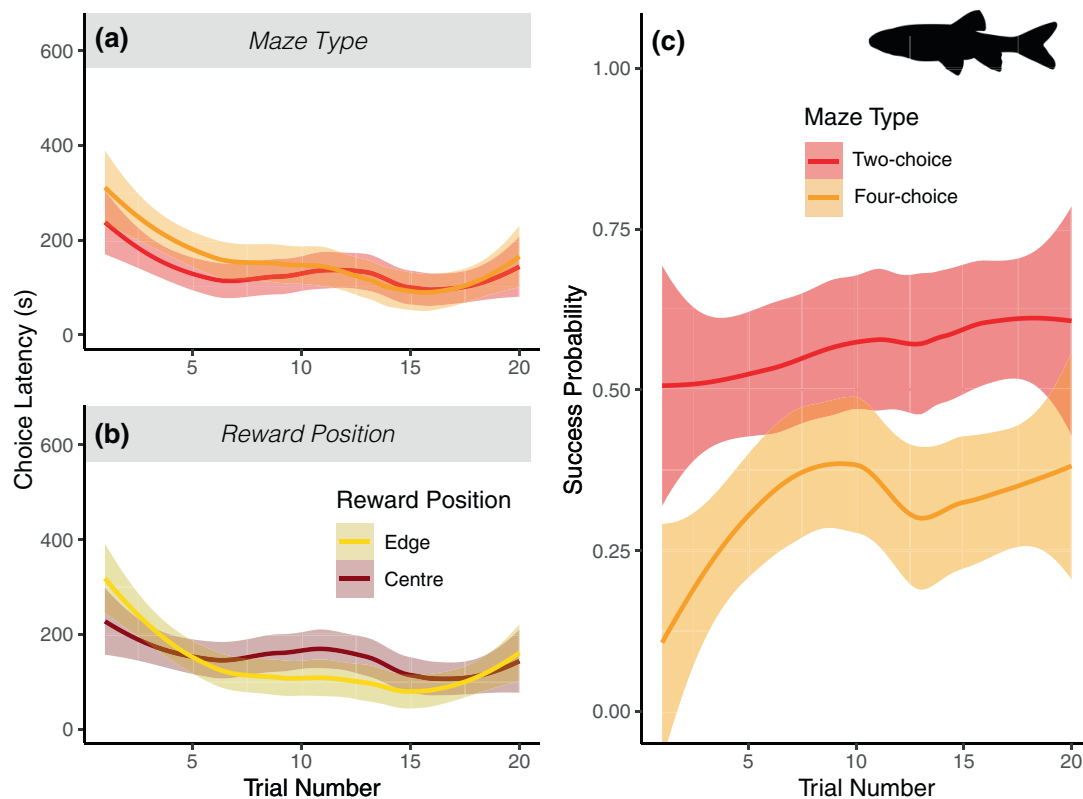 (a) Maze Type
600
400
200
0
5 10 15 20
Choice Latency (s)
(b) Reward Position
600
400
200
0
Reward Position
Edge
Centre
5 10 15 20
Trial Number
(c)
1.00
0.75
0.50
0.25
0.00
Success Probability
Maze Type
Two-choice
Four-choice
5 10 15 20
Trial Number